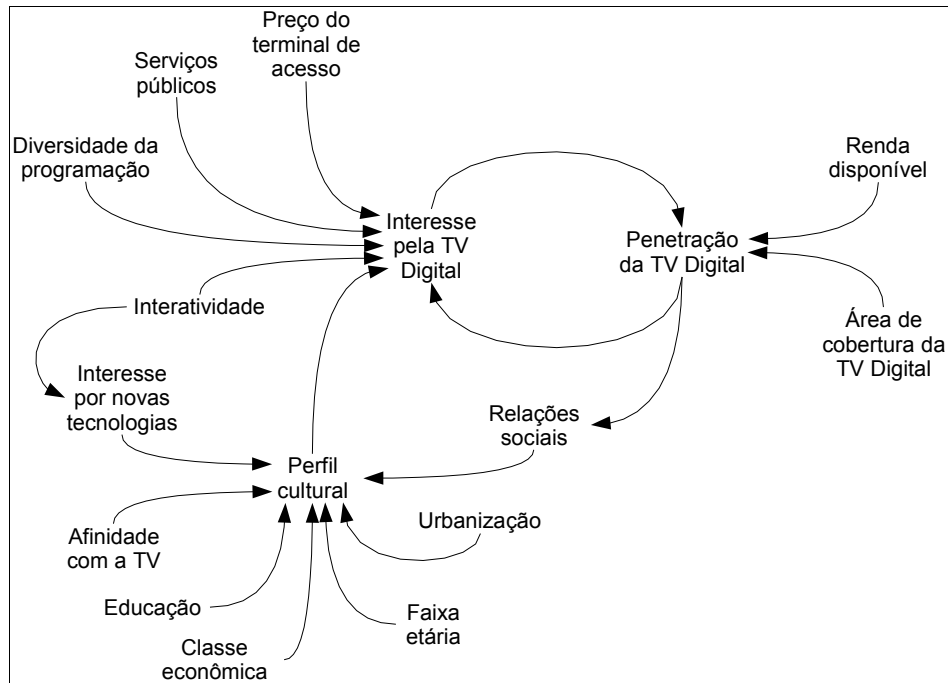 Preço do
terminal de
acesso
Serviços
públicos
Diversidade da
programação
Renda
disponível
Interesse
pela TV
Digital
Penetração
da TV Digital
Interatividade
Área de
cobertura da
TV Digital
Interesse
por novas
tecnologias
Relações
sociais
Perfil
cultural
Afinidade
com a TV
Urbanização
Educação
Faixa
etária
Classe
econômica